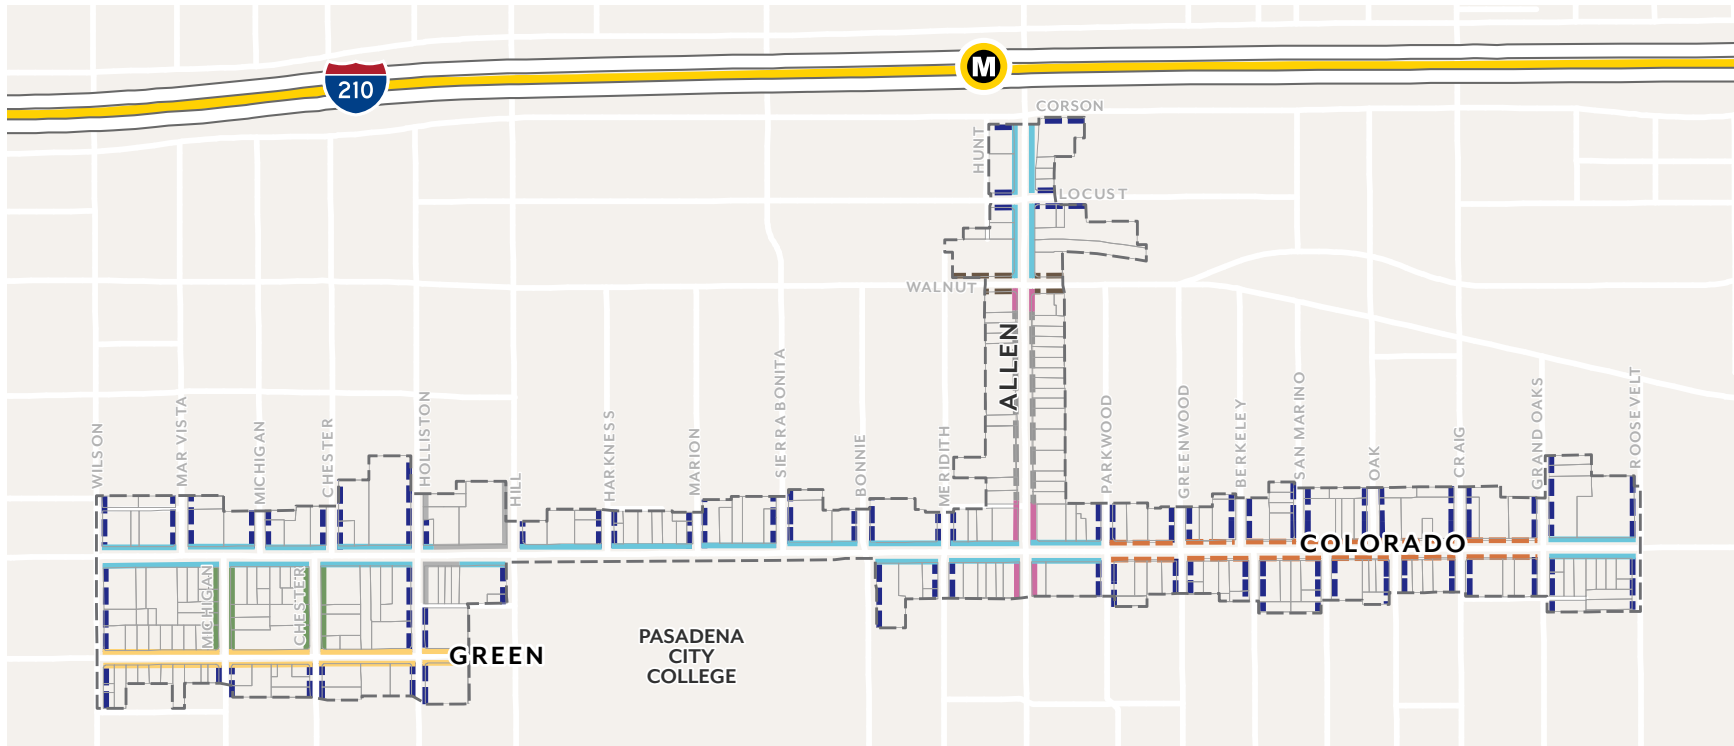 M
210
CORSON
HUNT
LOCUST
WALNUT
ALLEN
WILSON
MAR VISTA
MICHIGAN
CHESTER
HOLLISTON
HILL
HARKNESS
MARION
SIERRA BONITA
BONNIE
MERIDITH
PARKWOOD
GREENWOOD
BERKELEY
SAN MARINO
OAK
CRAIG
GRAND OAKS
ROOSEVELT
COLORADO
MICHIGAN
CHESTER
GREEN
PASADENA
CITY
COLLEGE